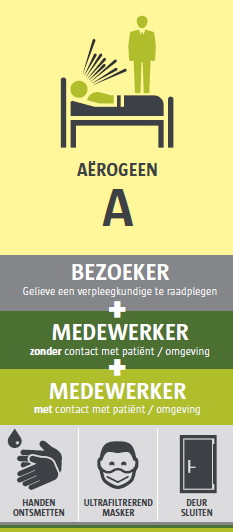 AËROGEEN
A
BEZOEKER
Gelieve een verpleegkundige te raadplegen
+
MEDEWERKER
zonder contact met patiënt / omgeving
+
MEDEWERKER
met contact met patiënt / omgeving
HANDEN
ONTSMETTEN
ULTRAFILTREREND
MASKER
DEUR
SLUITEN